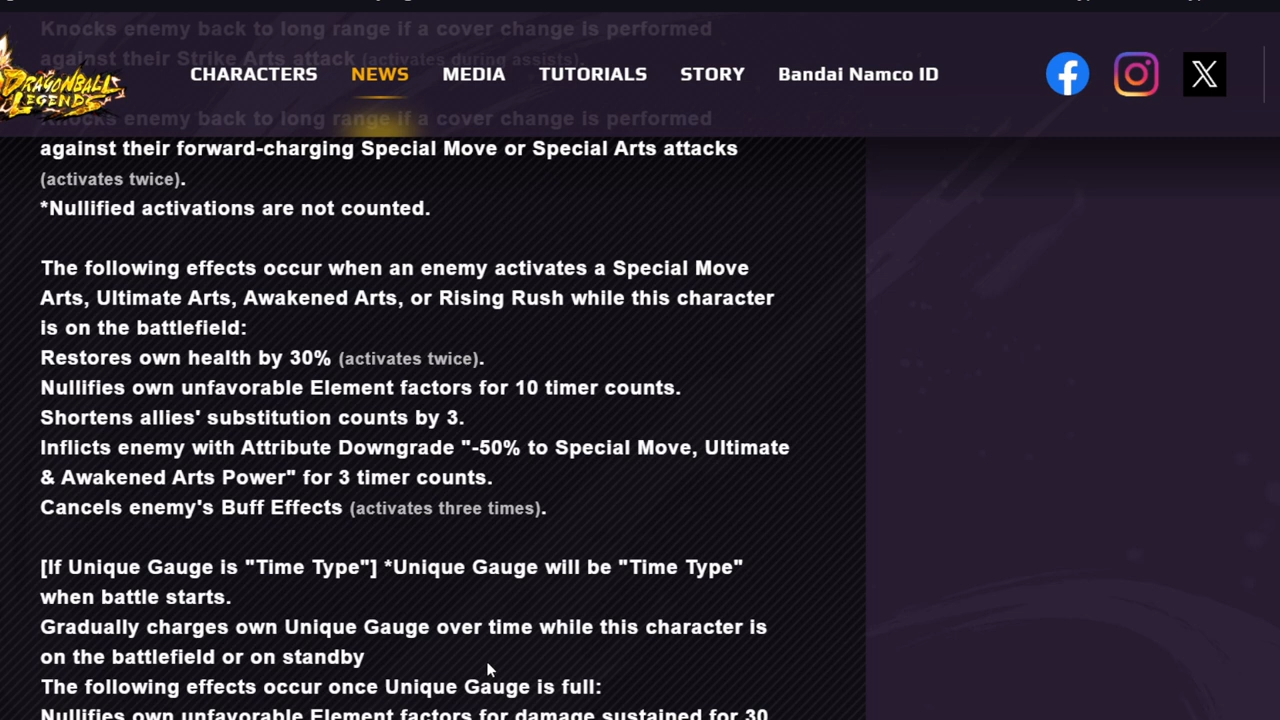 Knocks enemy back to long range if a cover change is performed
against their Strike Arts attack (activates during assists).
DRAGONBALL
LEGENDS
CHARACTERS NEWS MEDIA TUTORIALS STORY Bandai Namco ID
Knocks enemy back to long range if a cover change is performed
against their forward-charging Special Move or Special Arts attacks
(activates twice).
*Nullified activations are not counted.
The following effects occur when an enemy activates a Special Move
Arts, Ultimate Arts, Awakened Arts, or Rising Rush while this character
is on the battlefield:
Restores own health by 30% (activates twice).
Nullifies own unfavorable Element factors for 10 timer counts.
Shortens allies' substitution counts by 3.
Inflicts enemy with Attribute Downgrade "-50% to Special Move, Ultimate
& Awakened Arts Power" for 3 timer counts.
Cancels enemy's Buff Effects (activates three times).
[If Unique Gauge is "Time Type"] *Unique Gauge will be "Time Type"
when battle starts.
Gradually charges own Unique Gauge over time while this character is
on the battlefield or on standby
The following effects occur once Unique Gauge is full:
Nullifies own unfavorable Element factors for damage sustained for 30